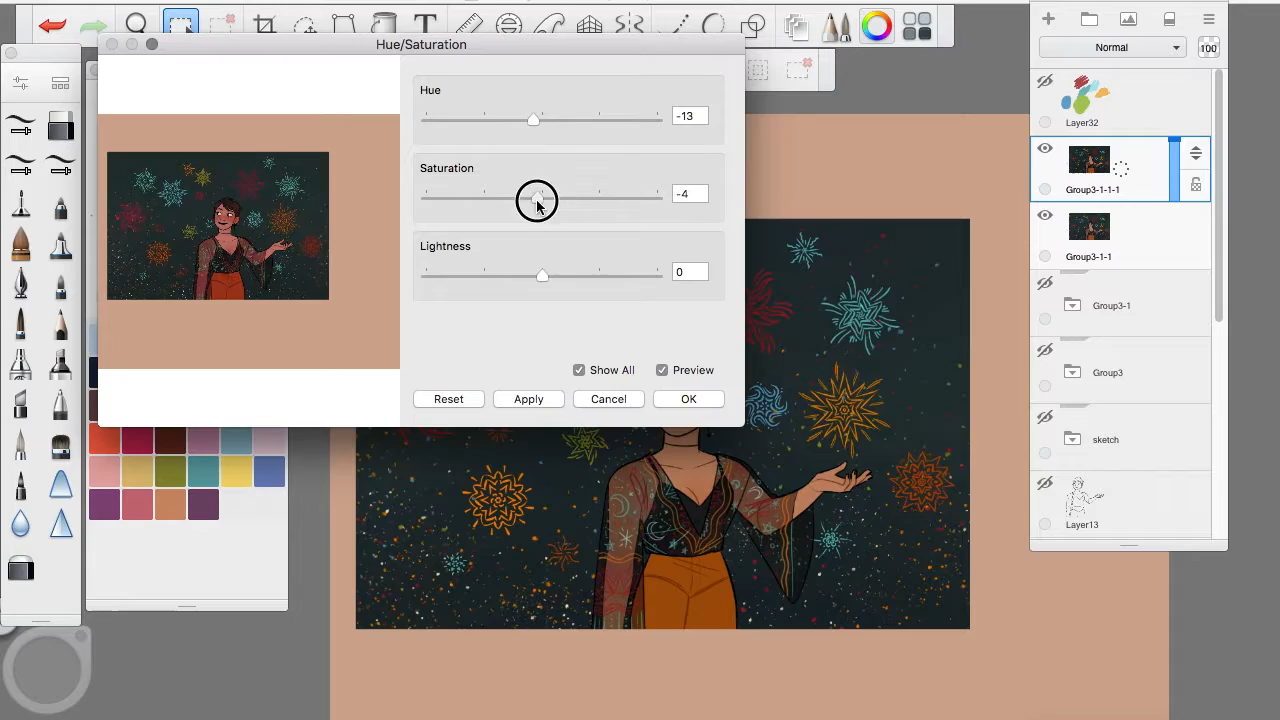 Hue/Saturation
Hue
-13
Saturation
-4
Lightness
0
Show All
Preview
Reset
Apply
Cancel
OK
Normal
100
Layer32
Group3-1-1-1
Group3-1-1
Group3-1
Group3
sketch
Layer13